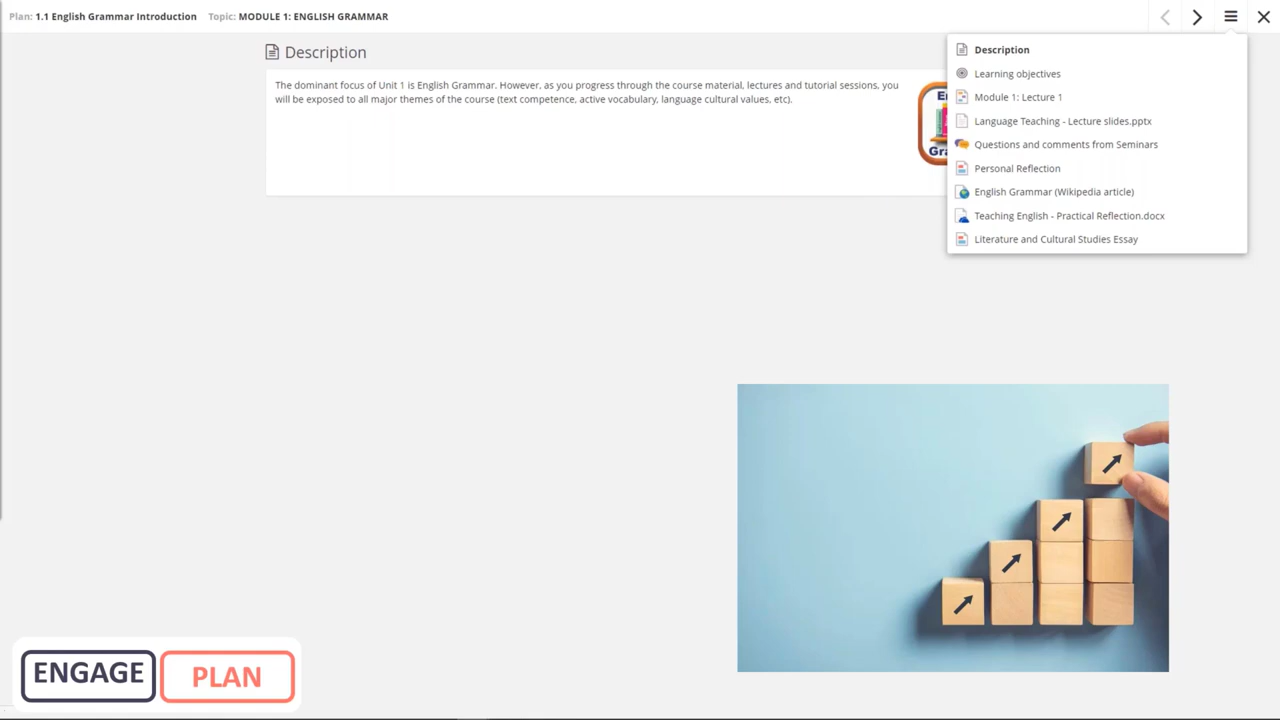 Plan: 1.1 English Grammar Introduction Topic: MODULE 1: ENGLISH GRAMMAR
Description
The dominant focus of Unit 1 is English Grammar. However, as you progress through the course material, lectures and tutorial sessions, you
will be exposed to all major themes of the course (text competence, active vocabulary, language cultural values, etc).
Description
Learning objectives
Module 1: Lecture 1
Language Teaching - Lecture slides.pptx
Questions and comments from Seminars
Personal Reflection
English Grammar (Wikipedia article)
Teaching English - Practical Reflection.docx
Literature and Cultural Studies Essay
ENGAGE PLAN